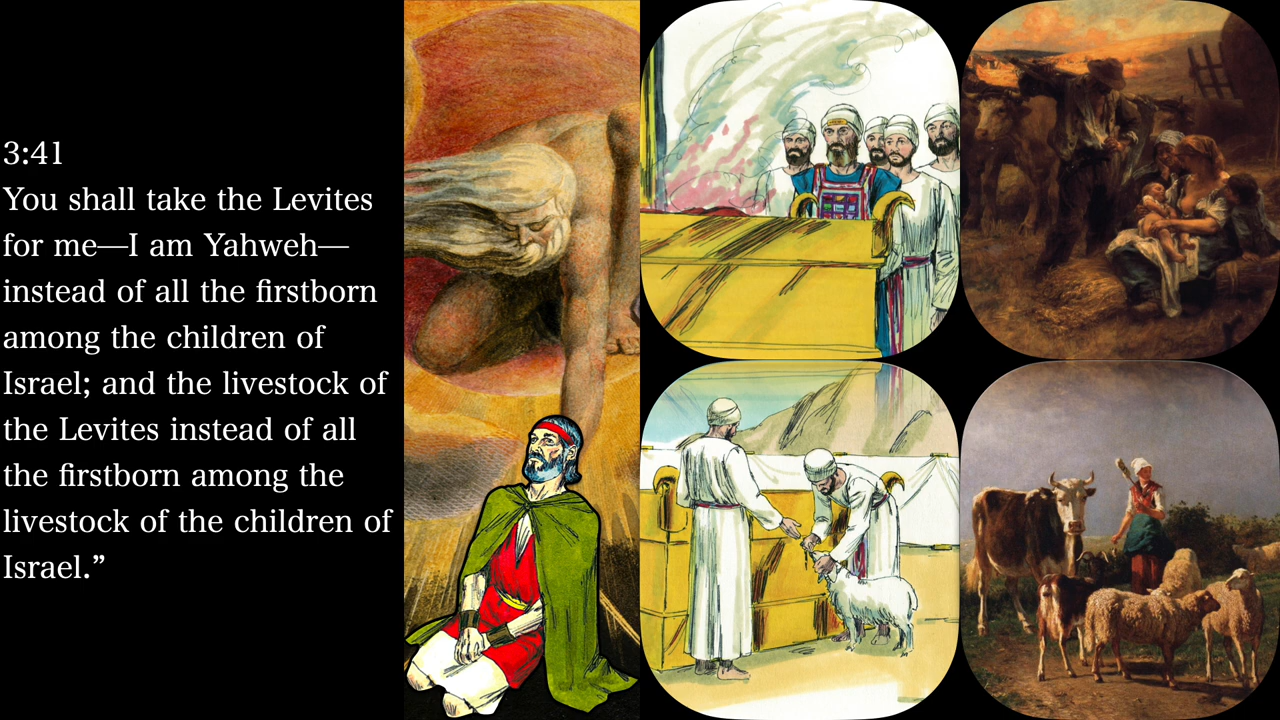 3:41
You shall take the Levites
for me—I am Yahweh—
instead of all the firstborn
among the children of
Israel; and the livestock of
the Levites instead of all
the firstborn among the
livestock of the children of
Israel.”